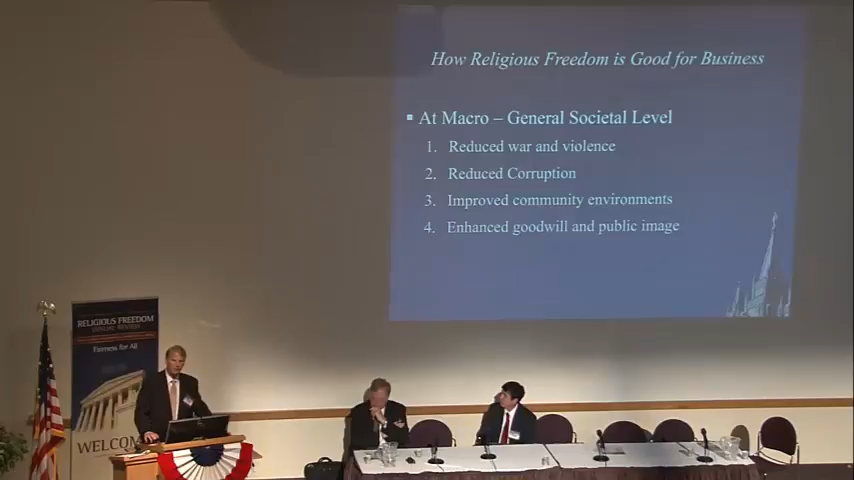 How Religious Freedom is Good for Business
▪ At Macro – General Societal Level
1. Reduced war and violence
2. Reduced Corruption
3. Improved community environments
4. Enhanced goodwill and public image
RELIGIOUS FREEDOM
Fairness for All
WELCOM